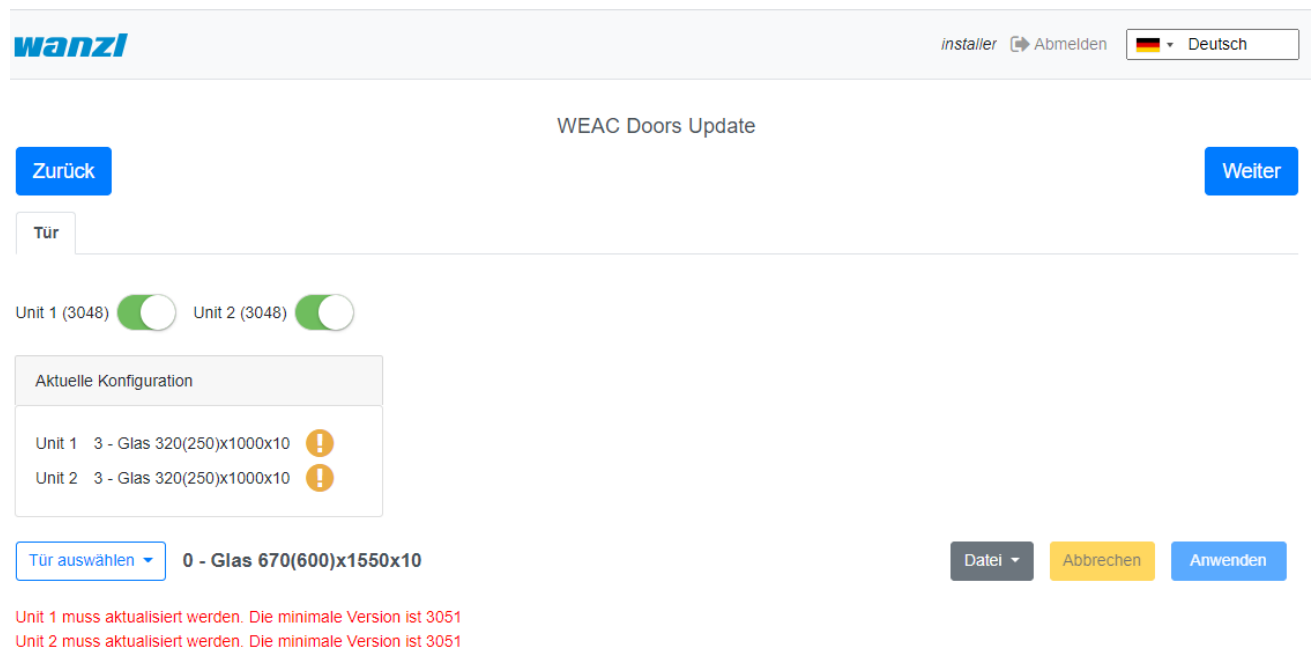 wanzl
installer Abmelden Deutsch
WEAC Doors Update
Zurück Weiter
Tür
Unit 1 (3048) Unit 2 (3048)
Aktuelle Konfiguration
Unit 1 3 - Glas 320(250)x1000x10 !
Unit 2 3 - Glas 320(250)x1000x10 !
Tür auswählen 0 - Glas 670(600)x1550x10 Datei Abbrechen Anwenden
Unit 1 muss aktualisiert werden. Die minimale Version ist 3051
Unit 2 muss aktualisiert werden. Die minimale Version ist 3051